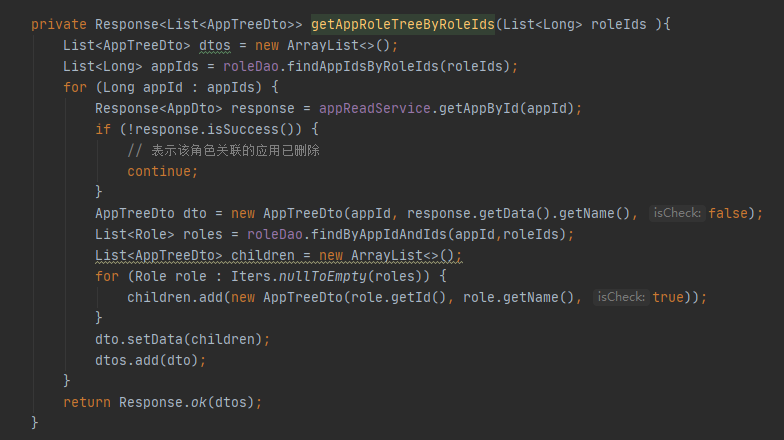 private Response<List<AppTreeDto>> getAppRoleTreeByRoleIds(List<Long> roleIds ){
List<AppTreeDto> dtos = new ArrayList<>();
List<Long> appIds = roleDao.findAppIdsByRoleIds(roleIds);
for (Long appId : appIds) {
Response<AppDto> response = appReadService.getAppById(appId);
if (!response.isSuccess()) {
// 表示该角色关联的应用已删除
continue;
}
AppTreeDto dto = new AppTreeDto(appId, response.getData().getName(), isCheck: false);
List<Role> roles = roleDao.findByAppIdAndIds(appId,roleIds);
List<AppTreeDto> children = new ArrayList<>();
for (Role role : Iters.nullToEmpty(roles)) {
children.add(new AppTreeDto(role.getId(), role.getName(), isCheck: true));
}
dto.setData(children);
dtos.add(dto);
}
return Response.ok(dtos);
}